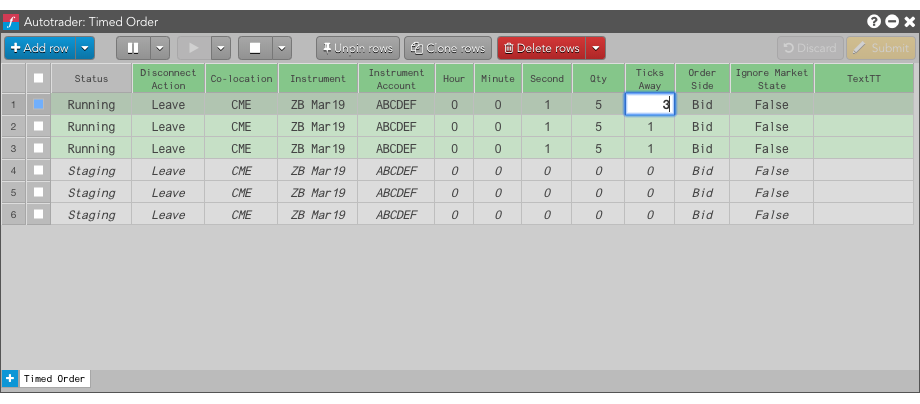 f Autotrader: Timed Order
+ Add row Unpin rows Clone rows Delete rows Discard Submit
Status Disconnect Action Co-location Instrument Instrument Account Hour Minute Second Qty Ticks Away Order Side Ignore Market State TextTT
1 Running Leave CME ZB Mar19 ABCDEF 0 0 1 5 3 Bid False
2 Running Leave CME ZB Mar19 ABCDEF 0 0 1 5 1 Bid False
3 Running Leave CME ZB Mar19 ABCDEF 0 0 1 5 1 Bid False
4 Staging Leave CME ZB Mar19 ABCDEF 0 0 0 0 0 Bid False
5 Staging Leave CME ZB Mar19 ABCDEF 0 0 0 0 0 Bid False
6 Staging Leave CME ZB Mar19 ABCDEF 0 0 0 0 0 Bid False
+ Timed Order